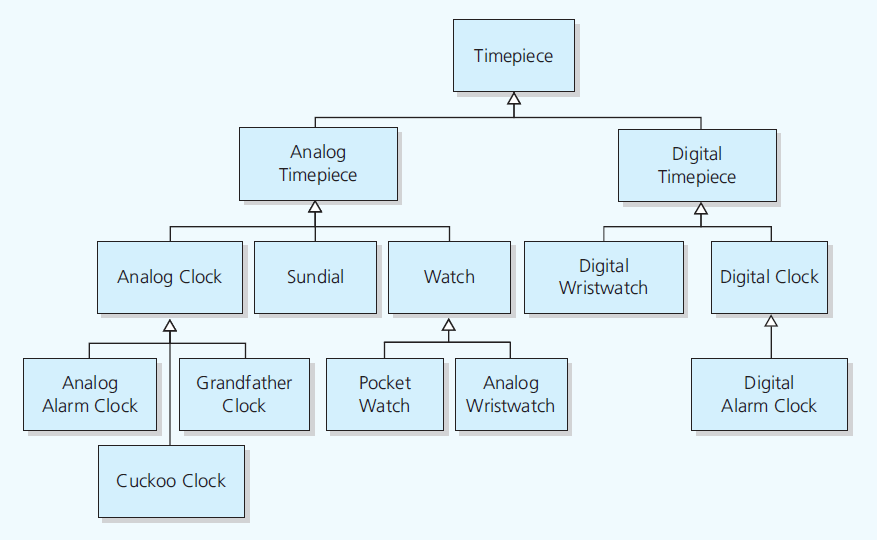 Timepiece
Analog
Timepiece
Digital
Timepiece
Analog Clock
Sundial
Watch
Digital
Wristwatch
Digital Clock
Analog
Alarm Clock
Grandfather
Clock
Pocket
Watch
Analog
Wristwatch
Digital
Alarm Clock
Cuckoo Clock